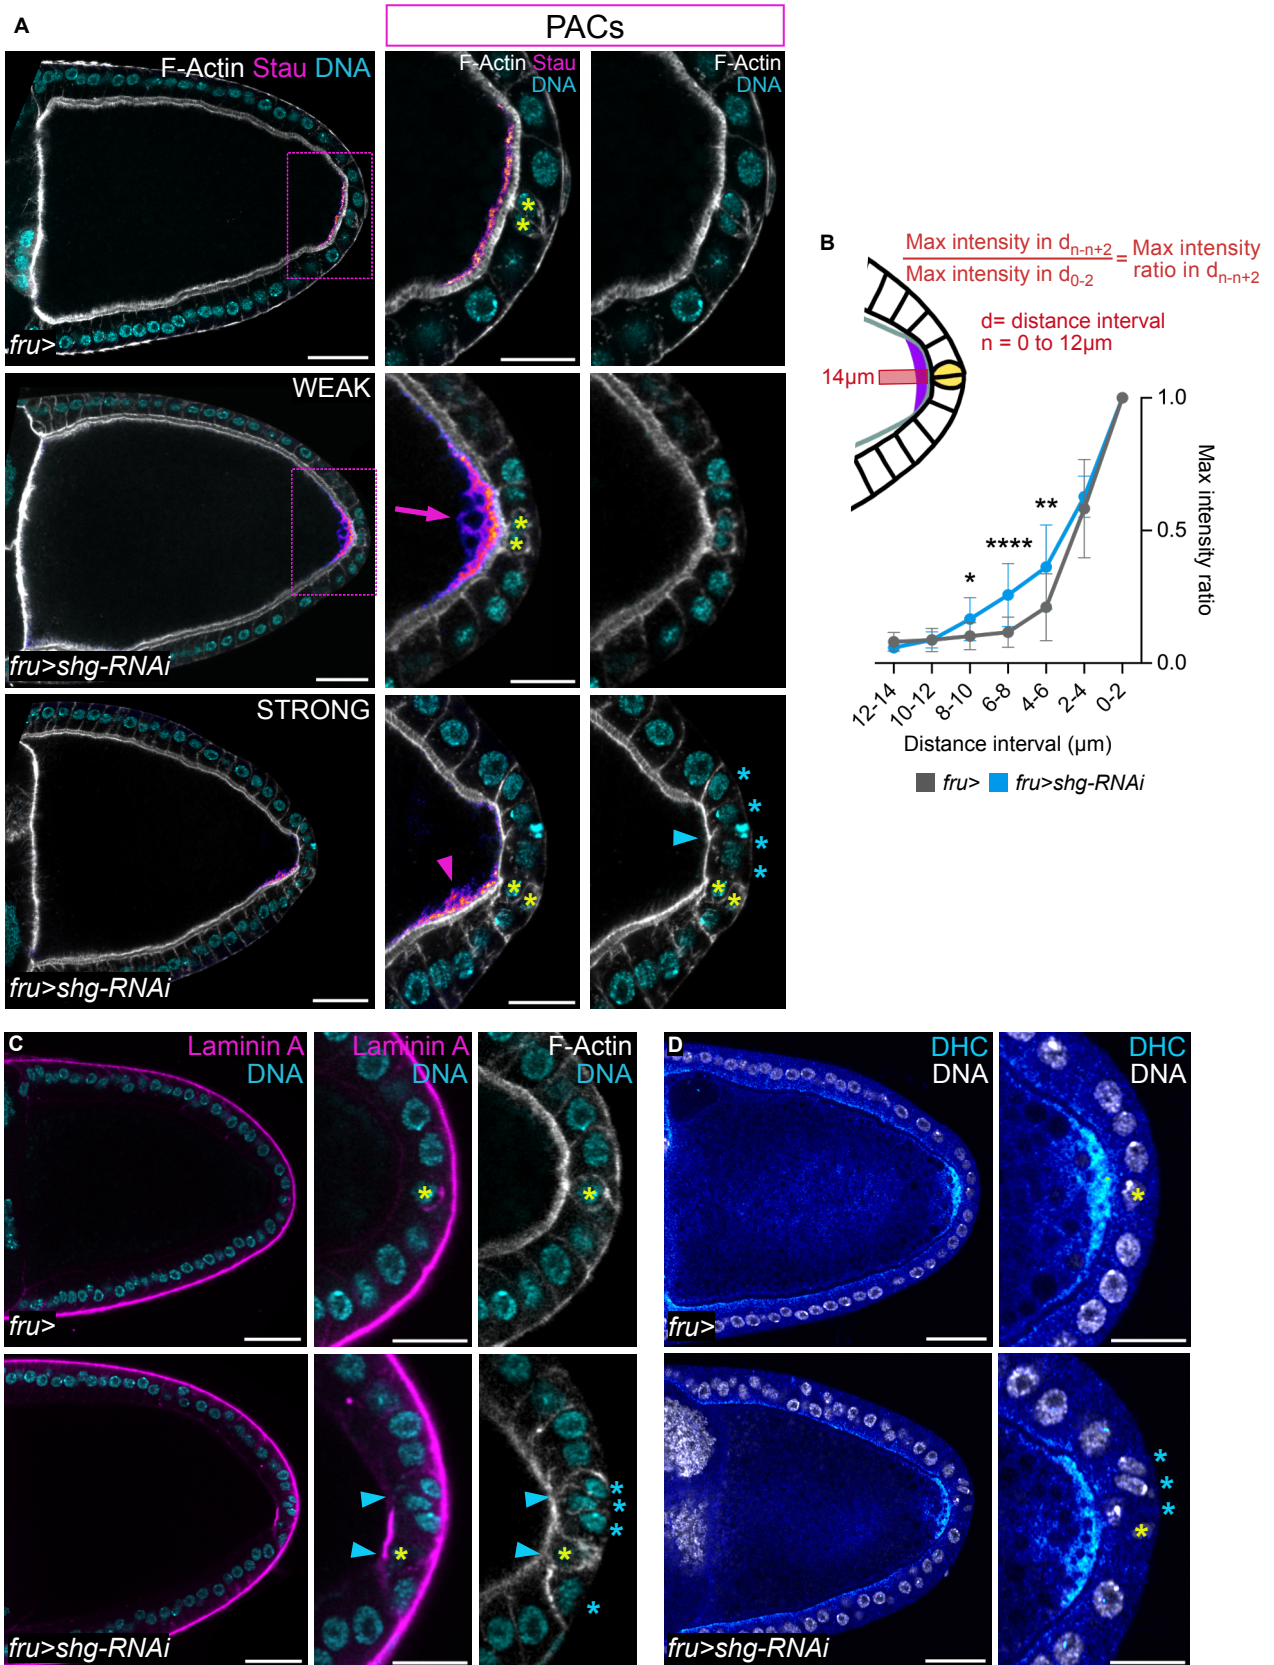 A
PACs
F-Actin Stau DNA
fru>
F-Actin Stau
DNA
F-Actin
DNA
* *
WEAK
fru>shg-RNAi
* *
STRONG
fru>shg-RNAi
* *
* *
* * * *
B
Max intensity in dn-n+2
Max intensity in d0-2
= Max intensity
ratio in dn-n+2
d= distance interval
n = 0 to 12µm
14µm
1.0
0.5
0.0
Max intensity ratio
*
****
**
12-14
10-12
8-10
6-8
4-6
2-4
0-2
Distance interval (µm)
fru>
fru>shg-RNAi
C
Laminin A
DNA
fru>
Laminin A
DNA
*
F-Actin
DNA
*
fru>shg-RNAi
*
*
* * * *
D
DHC
DNA
fru>
DHC
DNA
*
fru>shg-RNAi
* * *
*